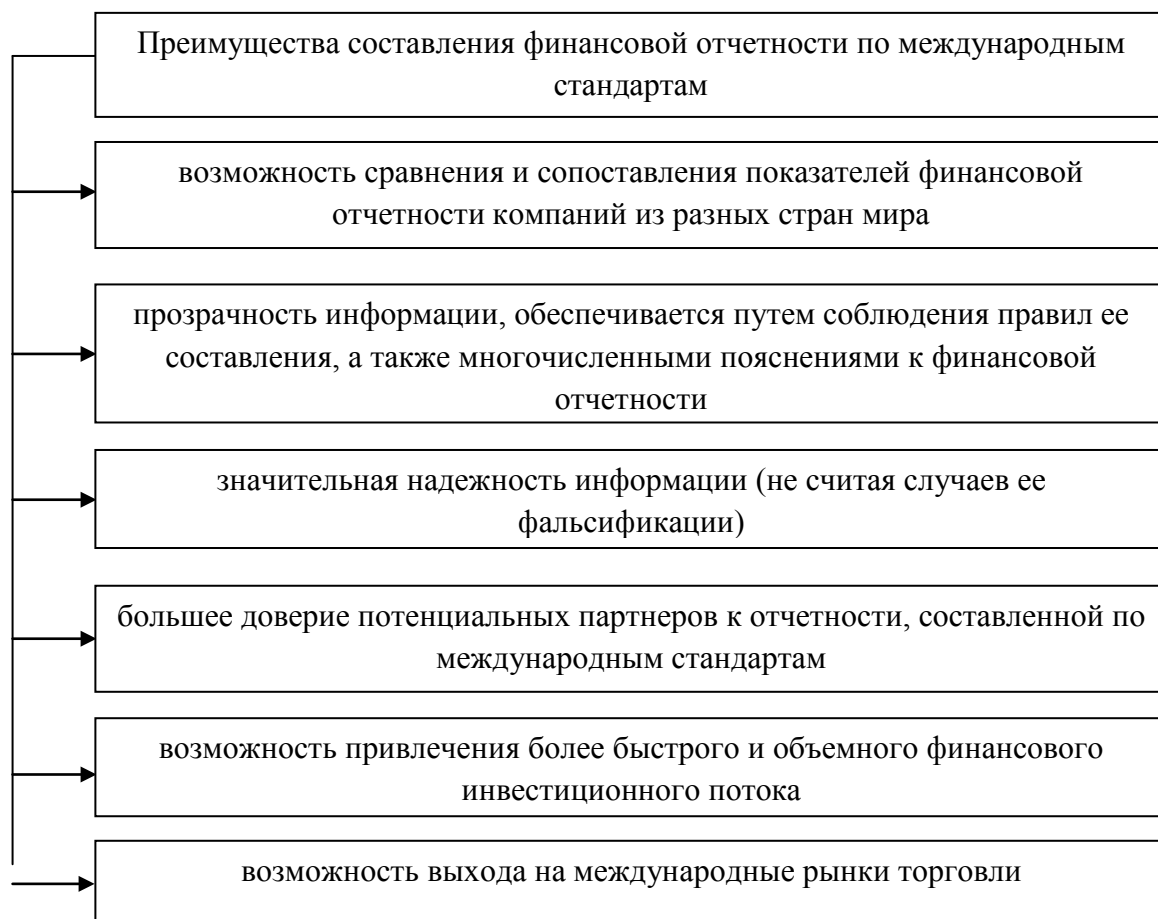 Преимущества составления финансовой отчетности по международным
стандартам
возможность сравнения и сопоставления показателей финансовой
отчетности компаний из разных стран мира
прозрачность информации, обеспечивается путем соблюдения правил ее
составления, а также многочисленными пояснениями к финансовой
отчетности
значительная надежность информации (не считая случаев ее
фальсификации)
большее доверие потенциальных партнеров к отчетности, составленной по
международным стандартам
возможность привлечения более быстрого и объемного финансового
инвестиционного потока
возможность выхода на международные рынки торговли